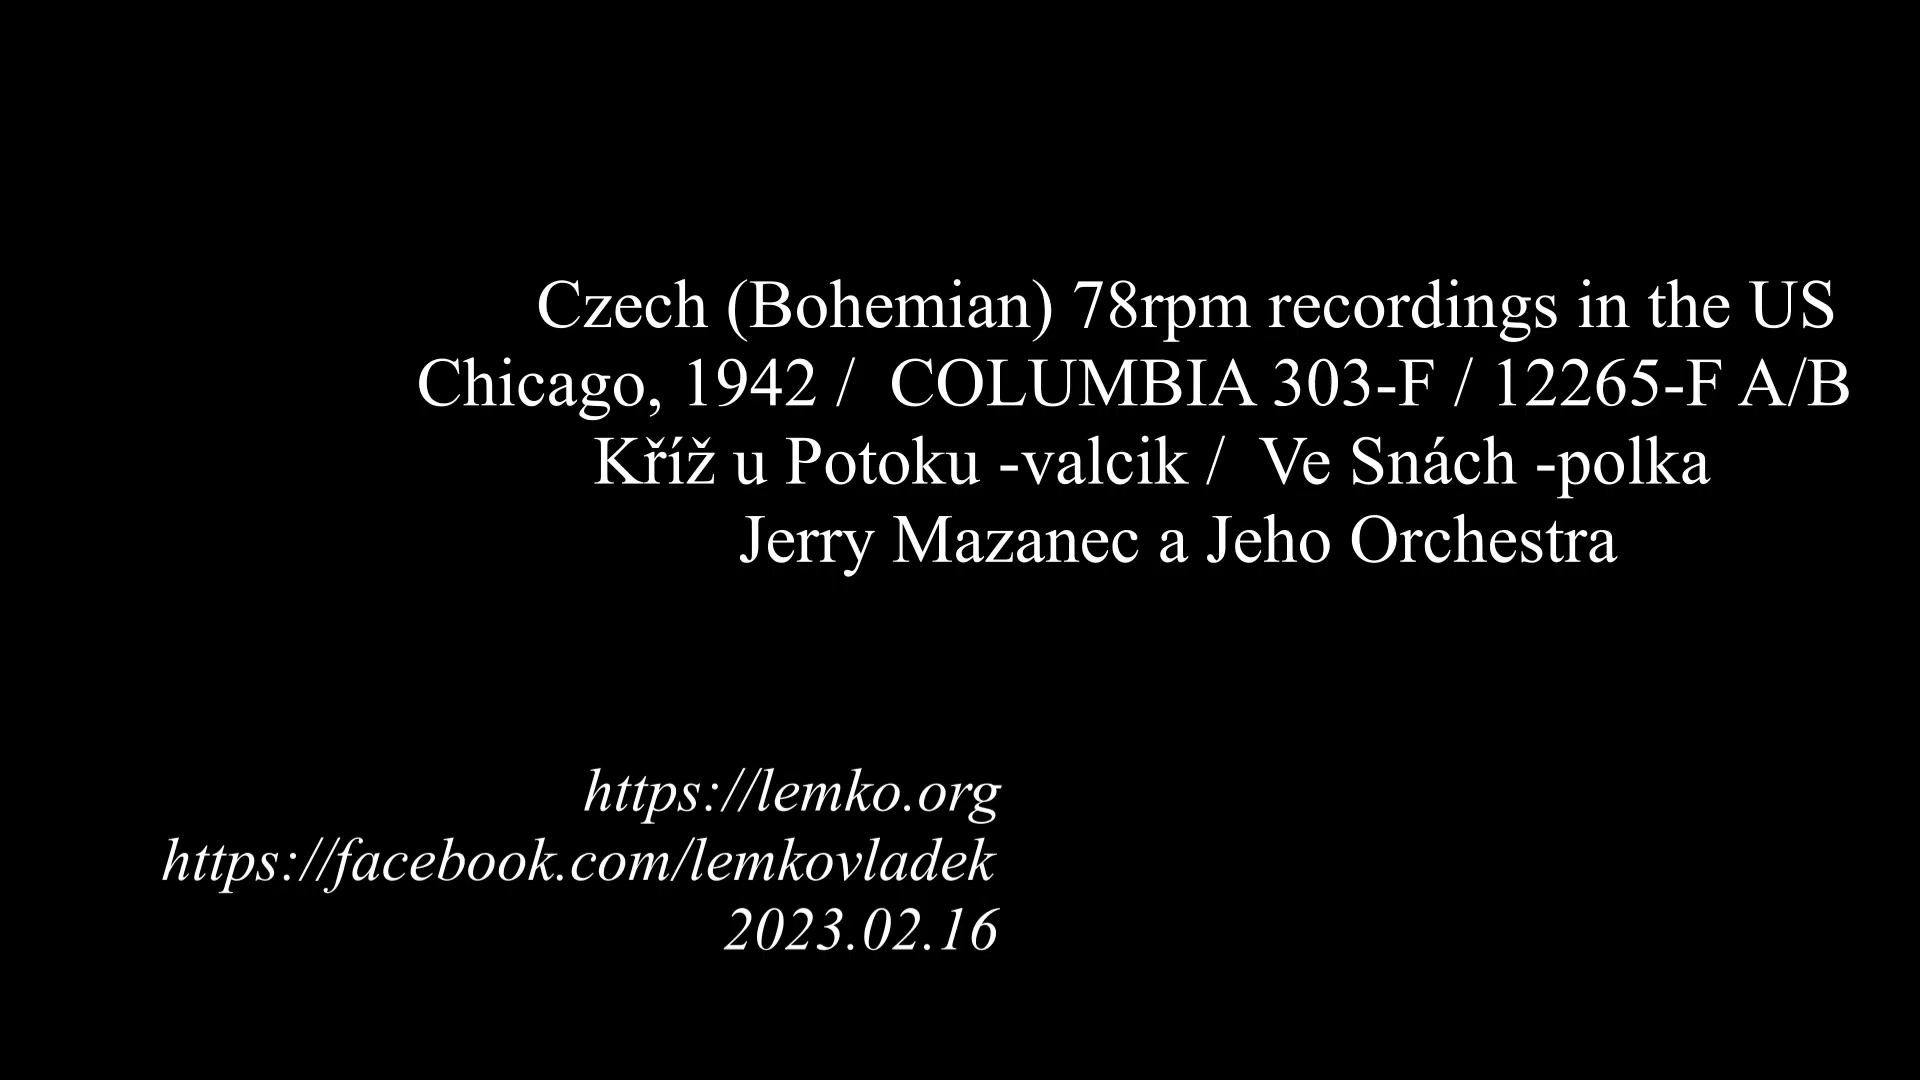 Czech (Bohemian) 78rpm recordings in the US
Chicago, 1942 /  COLUMBIA 303-F / 12265-F A/B
Kříž u Potoku -valcik /  Ve Snách -polka
Jerry Mazanec a Jeho Orchestra
https://lemko.org
https://facebook.com/lemkovladek
2023.02.16